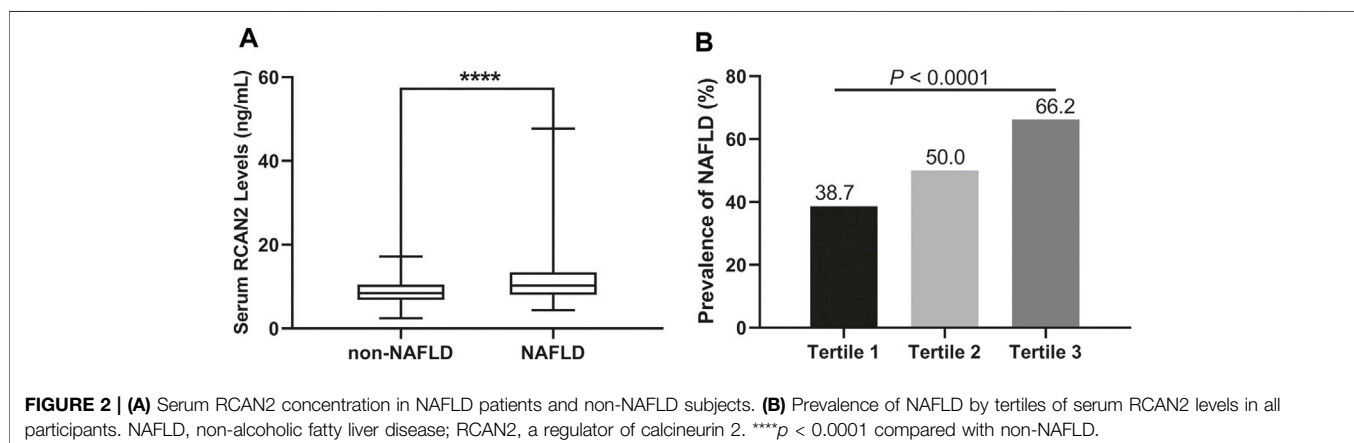 A
Serum RCAN2 Levels (ng/mL)
60
40
20
0
****
non-NAFLD NAFLD
B
Prevalence of NAFLD (%)
80
60
40
20
0
P < 0.0001
38.7
50.0
66.2
Tertile 1 Tertile 2 Tertile 3
FIGURE 2 | (A) Serum RCAN2 concentration in NAFLD patients and non-NAFLD subjects. (B) Prevalence of NAFLD by tertiles of serum RCAN2 levels in all
participants. NAFLD, non-alcoholic fatty liver disease; RCAN2, a regulator of calcineurin 2. ****p < 0.0001 compared with non-NAFLD.